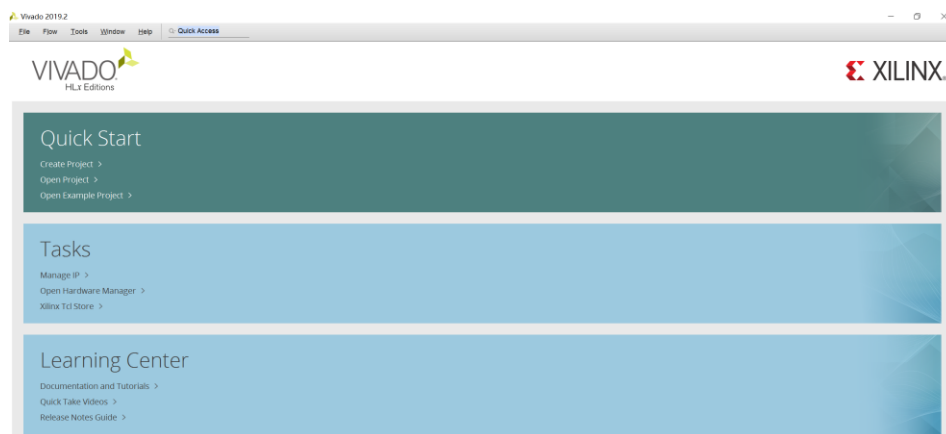 Vivado 2019.2
File Flow Tools Window Help Quick Access
VIVADO.
HLx Editions
XILINX
Quick Start
Create Project >
Open Project >
Open Example Project >
Tasks
Manage IP >
Open Hardware Manager >
Xilinx Tcl Store >
Learning Center
Documentation and Tutorials >
Quick Take Videos >
Release Notes Guide >